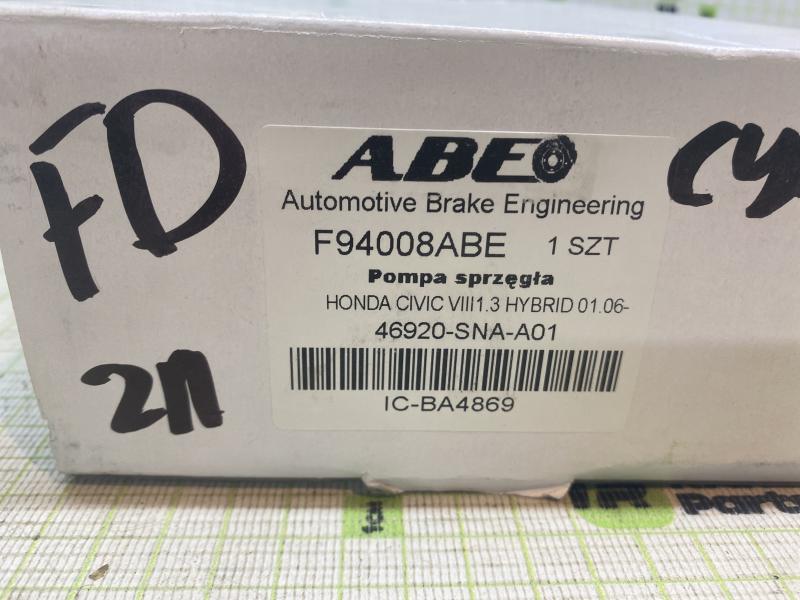 FD
2П
ABE
Automotive Brake Engineering
F94008ABE 1 SZT
Pompa sprzęgła
HONDA CIVIC VIII1.3 HYBRID 01.06-
46920-SNA-A01
IC-BA4869
Parts